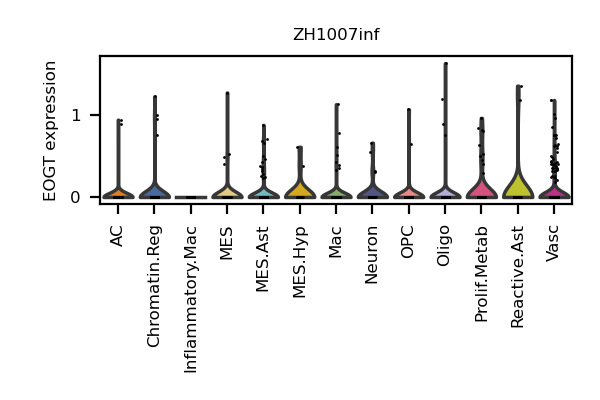 ZH1007inf
EOGT expression
1
0
AC
Chromatin.Reg
Inflammatory.Mac
MES
MES.Ast
MES.Hyp
Mac
Neuron
OPC
Oligo
Prolif.Metab
Reactive.Ast
Vasc